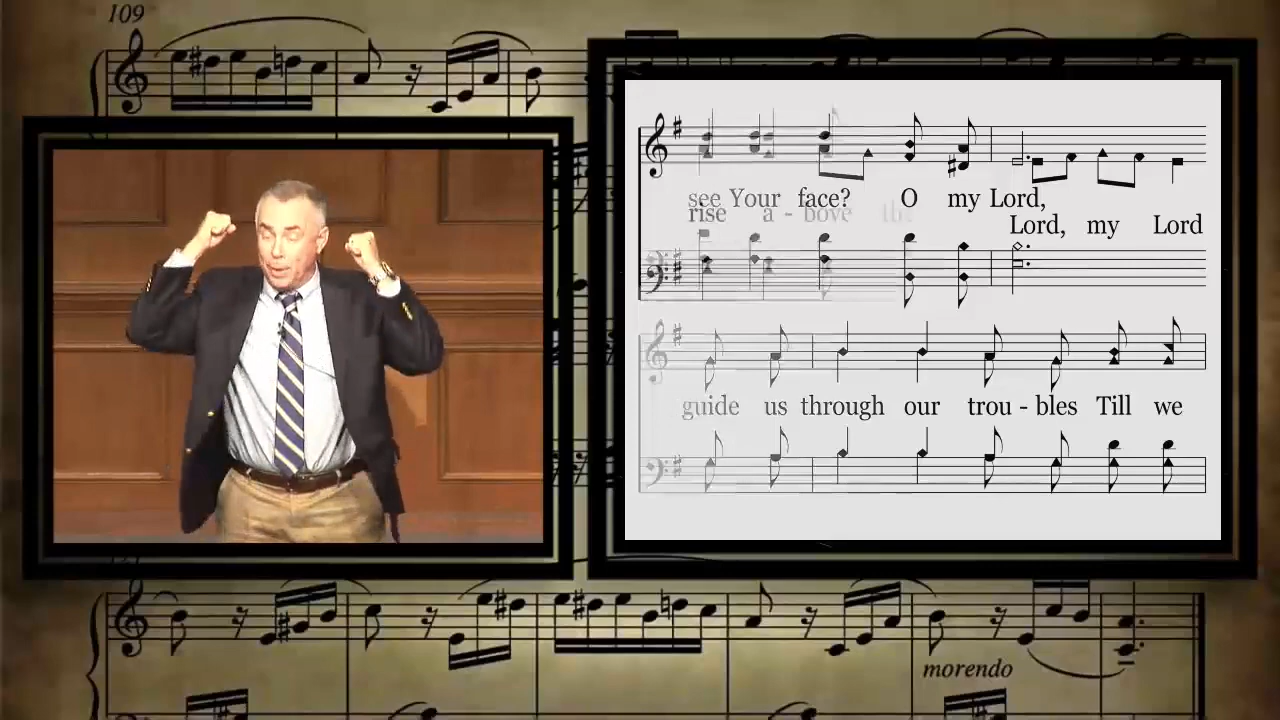 109
see Your face? O my Lord,
rise a - bove the
Lord, my Lord
guide us through our trou - bles Till we
morendo